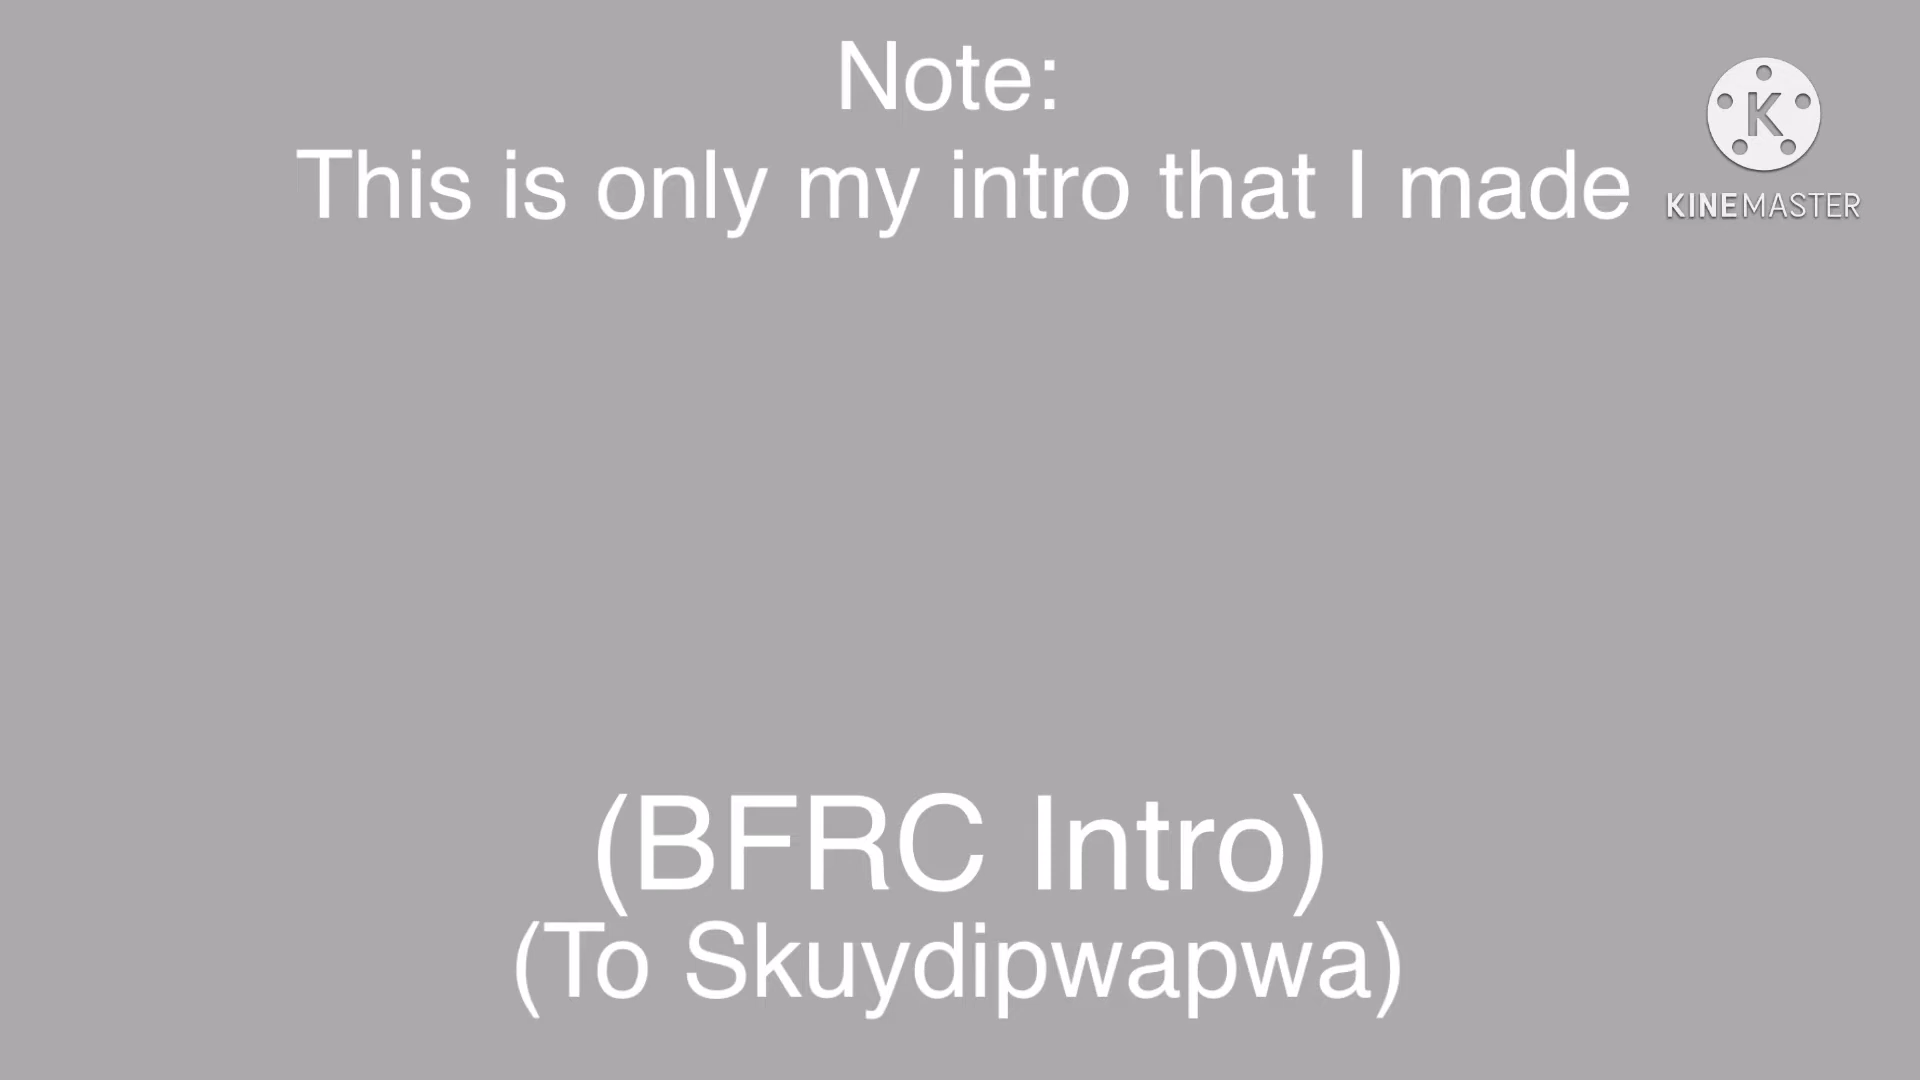 Note:
This is only my intro that I made
K
KINEMASTER
(BFRC Intro)
(To Skuydipwapwa)